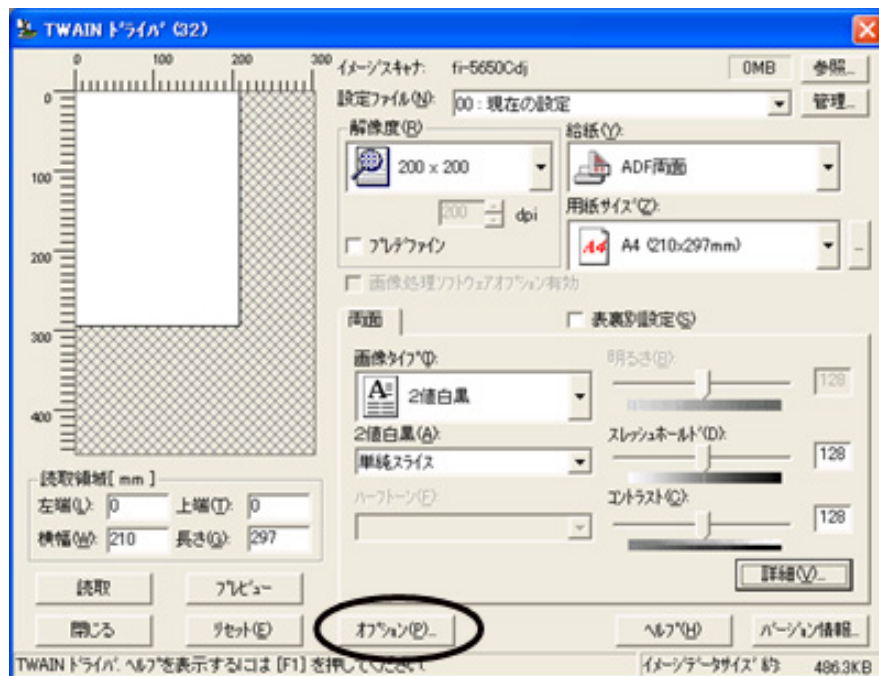 TWAIN ﾄﾞﾗｲﾊﾞ (32)
0 100 200 300
0
100
200
300
400
ｲﾒｰｼﾞｽｷｬﾅ: fi-5650Cdj 0MB 参照...
設定ﾌｧｲﾙ(N): 00 : 現在の設定 管理...
解像度(R)
200 x 200
200 dpi
ﾌﾟﾚﾃﾞﾌｧｲﾝ
給紙(Y):
ADF両面
用紙ｻｲｽﾞ(Z):
A4 A4 (210x297mm) ...
画像処理ｿﾌﾄｳｪｱｵﾌﾟｼｮﾝ有効
両面 表裏別設定(S)
画像ﾀｲﾌﾟ(I):
2値白黒
2値白黒(A):
単純ｽﾗｲｽ
ﾊｰﾌﾄｰﾝ(F):
明るさ(B):
128
ｽﾚｯｼｭﾎｰﾙﾄﾞ(D):
128
ｺﾝﾄﾗｽﾄ(C):
128
詳細(V)...
読取領域[ mm ]
左端(L): 0 上端(T): 0
横幅(W): 210 長さ(G): 297
読取 ﾌﾟﾚﾋﾞｭｰ
閉じる ﾘｾｯﾄ(E) ｵﾌﾟｼｮﾝ(P)... ﾍﾙﾌﾟ(H) ﾊﾞｰｼﾞｮﾝ情報...
TWAIN ﾄﾞﾗｲﾊﾞ. ﾍﾙﾌﾟを表示するには [F1] を押してください ｲﾒｰｼﾞﾃﾞｰﾀｻｲｽﾞ 約: 486.3KB